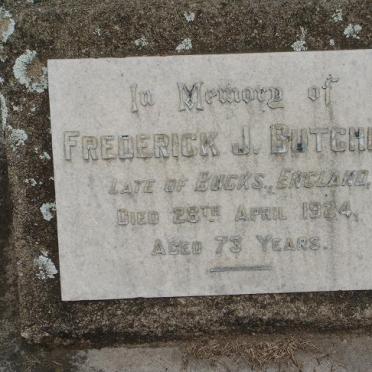 In Memory of
FREDERICK J. BUTCH
LATE OF BUCKS., ENGLAND,
DIED 28TH APRIL 1924,
AGED 73 YEARS.